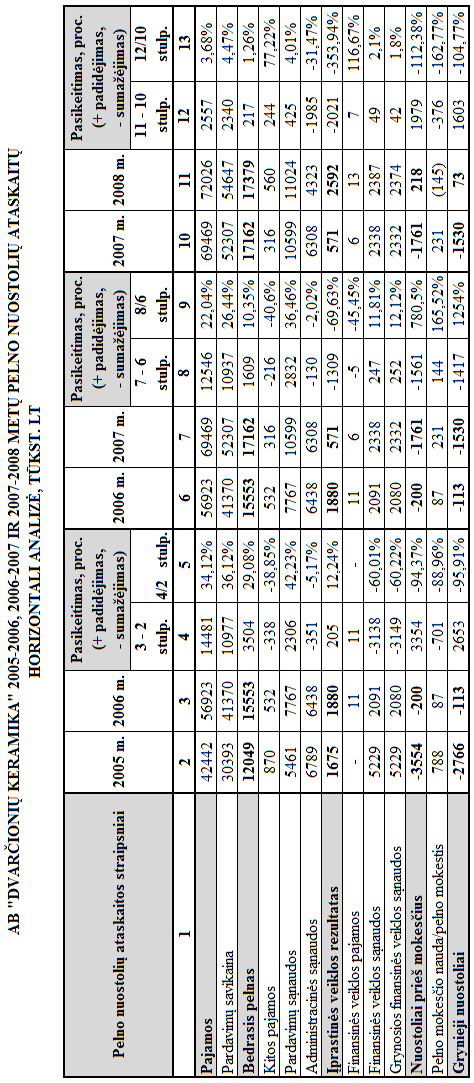 AB "DVARČIONIŲ KERAMIKA" 2005-2006, 2006-2007 IR 2007-2008 METŲ PELNO NUOSTOLIŲ ATASKAITŲ
HORIZONTALI ANALIZĖ, TŪKST. LT
Pelno nuostolių ataskaitos straipsniai 2005 m. 2006 m. Pasikeitimas, proc. (+ padidėjimas, - sumažėjimas) 2006 m. 2007 m. Pasikeitimas, proc. (+ padidėjimas, - sumažėjimas) 2007 m. 2008 m. Pasikeitimas, proc. (+ padidėjimas, - sumažėjimas)
3 - 2 stulp. 4/2 stulp. 7 - 6 stulp. 8/6 stulp. 11 - 10 stulp. 12/10 stulp.
1 2 3 4 5 6 7 8 9 10 11 12 13
Pajamos 42442 56923 14481 34,12% 56923 69469 12546 22,04% 69469 72026 2557 3,68%
Pardavimų savikaina 30393 41370 10977 36,12% 41370 52307 10937 26,44% 52307 54647 2340 4,47%
Bedrasis pelnas 12049 15553 3504 29,08% 15553 17162 1609 10,35% 17162 17379 217 1,26%
Kitos pajamos 870 532 -338 -38,85% 532 316 -216 -40,6% 316 560 244 77,22%
Pardavimų sąnaudos 5461 7767 2306 42,23% 7767 10599 2832 36,46% 10599 11024 425 4,01%
Administracinės sąnaudos 6789 6438 -351 -5,17% 6438 6308 -130 -2,02% 6308 4323 -1985 -31,47%
Įprastinės veiklos rezultatas 1675 1880 205 12,24% 1880 571 -1309 -69,63% 571 2592 -2021 -353,94%
Finansinės veiklos pajamos - 11 11 - 11 6 -5 -45,45% 6 13 7 116,67%
Finansinės veiklos sąnaudos 5229 2091 -3138 -60,01% 2091 2338 247 11,81% 2338 2387 49 2,1%
Grynosios finansinės veiklos sąnaudos 5229 2080 -3149 -60,22% 2080 2332 252 12,12% 2332 2374 42 1,8%
Nuostoliai prieš mokesčius -3554 -200 3354 -94,37% -200 -1761 -1561 780,5% -1761 218 1979 -112,38%
Pelno mokesčio nauda/pelno mokestis 788 87 -701 -88,96% 87 231 144 165,52% 231 (145) -376 -162,77%
Grynieji nuostoliai -2766 -113 2653 -95,91% -113 -1530 -1417 1254% -1530 73 1603 -104,77%